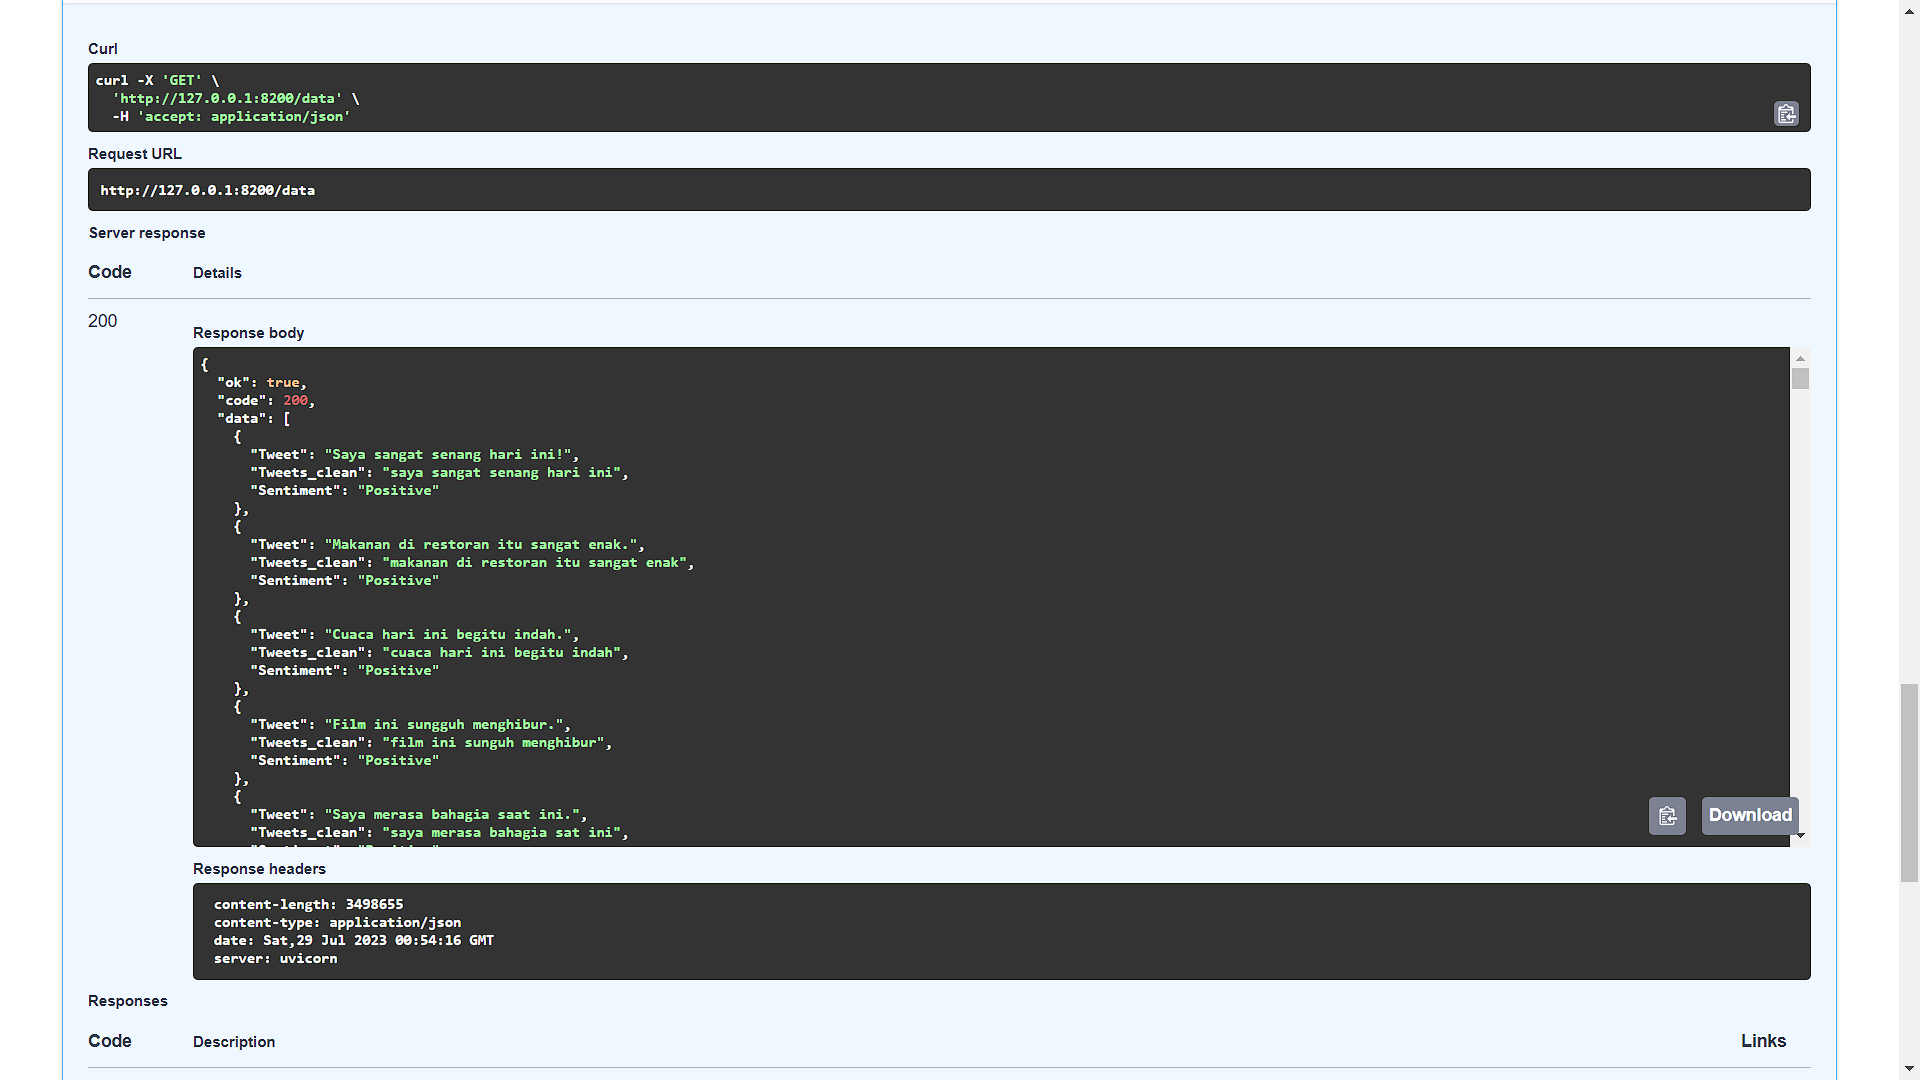 Curl
curl -X 'GET' \
'http://127.0.0.1:8200/data' \
-H 'accept: application/json'
Request URL
http://127.0.0.1:8200/data
Server response
Code Details
200
Response body
{
"ok": true,
"code": 200,
"data": [
{
"Tweet": "Saya sangat senang hari ini!",
"Tweets_clean": "saya sangat senang hari ini",
"Sentiment": "Positive"
},
{
"Tweet": "Makanan di restoran itu sangat enak.",
"Tweets_clean": "makanan di restoran itu sangat enak",
"Sentiment": "Positive"
},
{
"Tweet": "Cuaca hari ini begitu indah.",
"Tweets_clean": "cuaca hari ini begitu indah",
"Sentiment": "Positive"
},
{
"Tweet": "Film ini sungguh menghibur.",
"Tweets_clean": "film ini sunguh menghibur",
"Sentiment": "Positive"
},
{
"Tweet": "Saya merasa bahagia saat ini.",
"Tweets_clean": "saya merasa bahagia sat ini",
Download
Response headers
content-length: 3498655
content-type: application/json
date: Sat,29 Jul 2023 00:54:16 GMT
server: uvicorn
Responses
Code Description Links